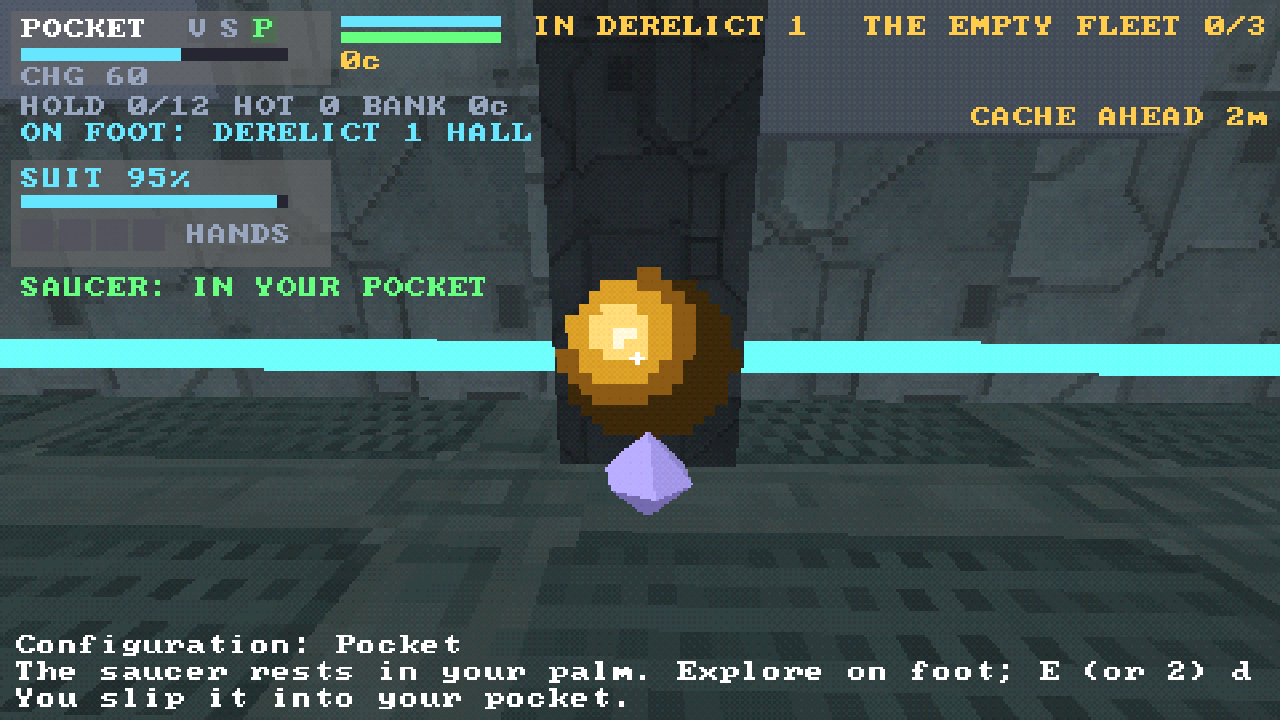 POCKET V S P
IN DERELICT 1 THE EMPTY FLEET 0/3
0c
CHG 60
HOLD 0/12 HOT 0 BANK 0c
CACHE AHEAD 2m
ON FOOT: DERELICT 1 HALL
SUIT 95%
HANDS
SAUCER: IN YOUR POCKET
Configuration: Pocket
The saucer rests in your palm. Explore on foot; E (or 2) d
You slip it into your pocket.